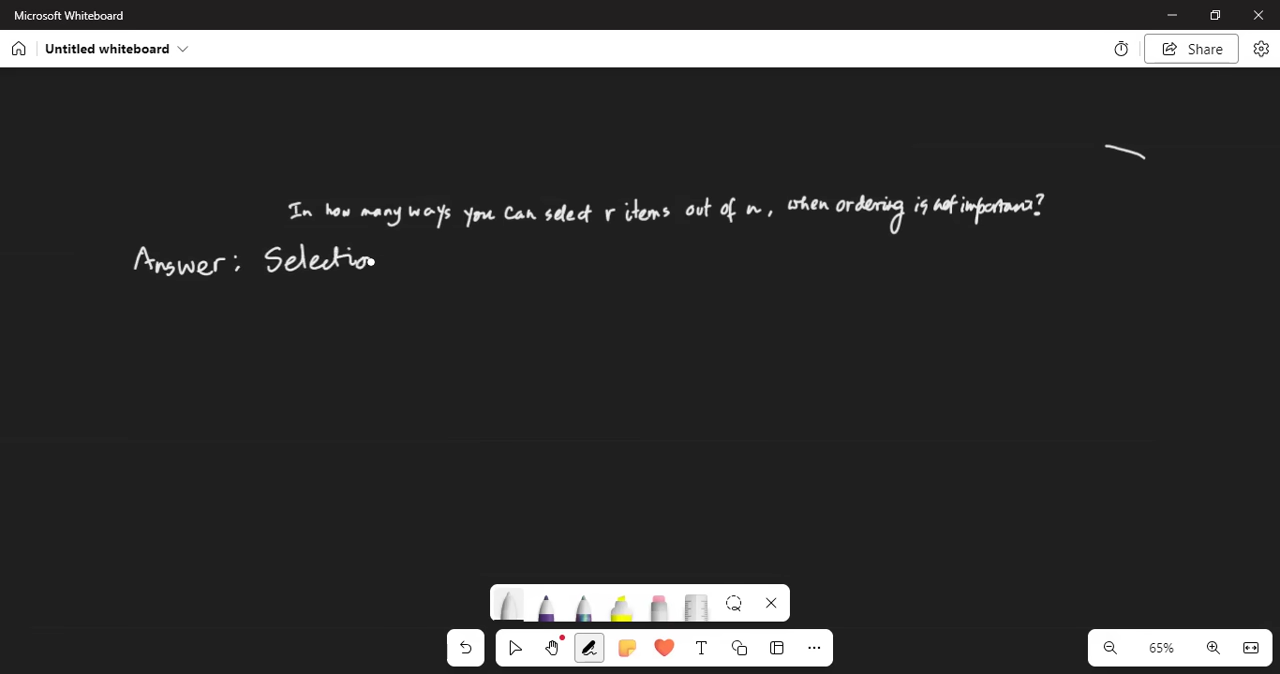 Microsoft Whiteboard
Untitled whiteboard
Share
In how many ways you can select r items out of n, when ordering is not important?
Answer: Selectio
65%